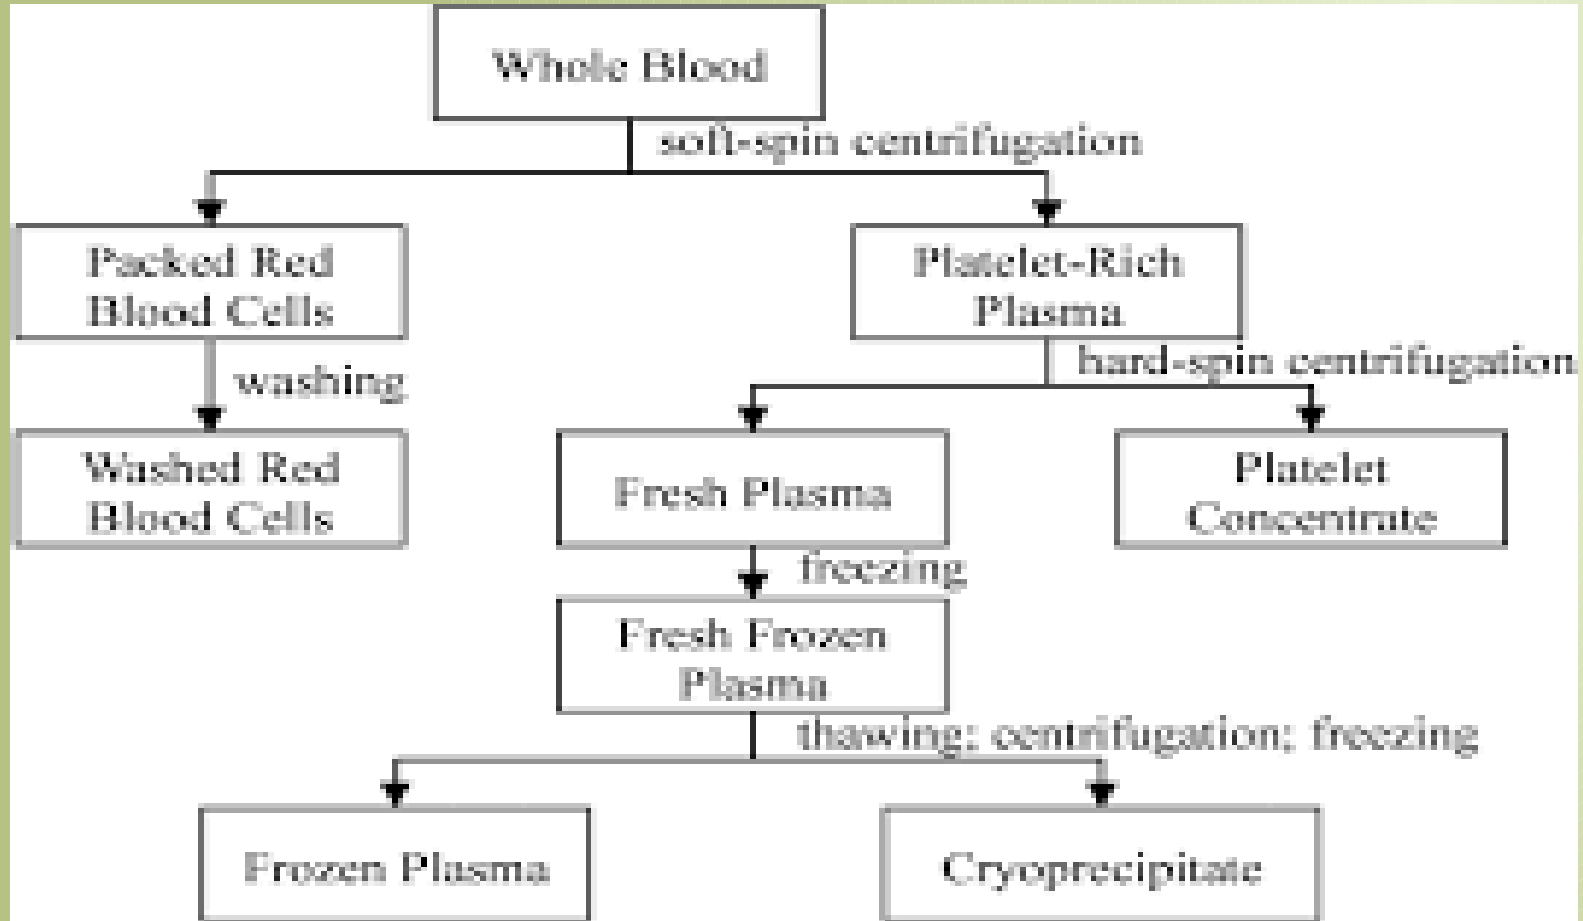 Whole Blood
soft-spin centrifugation
Packed Red
Blood Cells
Platelet-Rich
Plasma
hard-spin centrifugation
washing
Washed Red
Blood Cells
Fresh Plasma
Platelet
Concentrate
freezing
Fresh Frozen
Plasma
thawing; centrifugation; freezing
Frozen Plasma
Cryoprecipitate